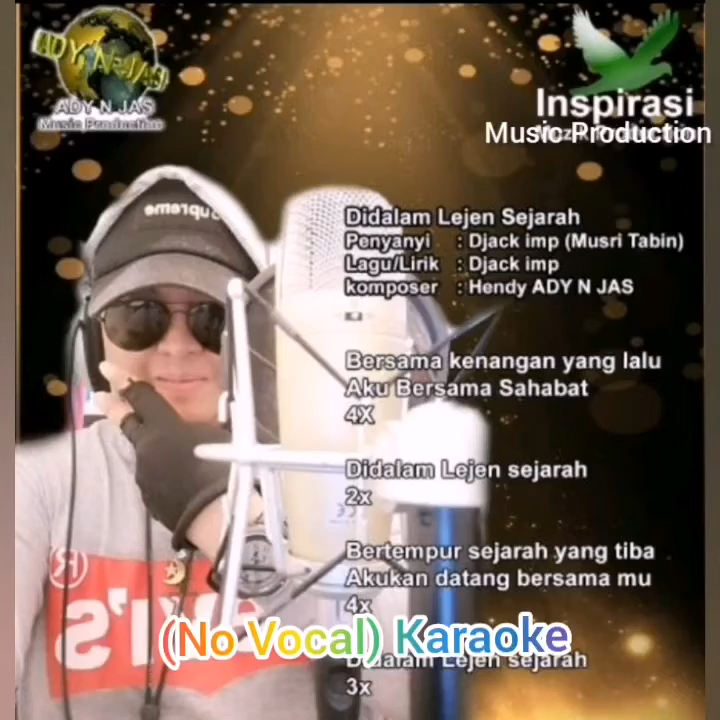 ADY N JAS
ADY N JAS
Music Production
Inspirasi
Music Production
Supreme
Didalam Lejen Sejarah
Penyanyi : Djack imp (Musri Tabin)
Lagu/Lirik : Djack imp
komposer : Hendy ADY N JAS
Bersama kenangan yang lalu
Aku Bersama Sahabat
4X
Didalam Lejen sejarah
2x
Bertempur sejarah yang tiba
Akukan datang bersama mu
4x
(No Vocal) Karaoke
Didalam Lejen sejarah
3x